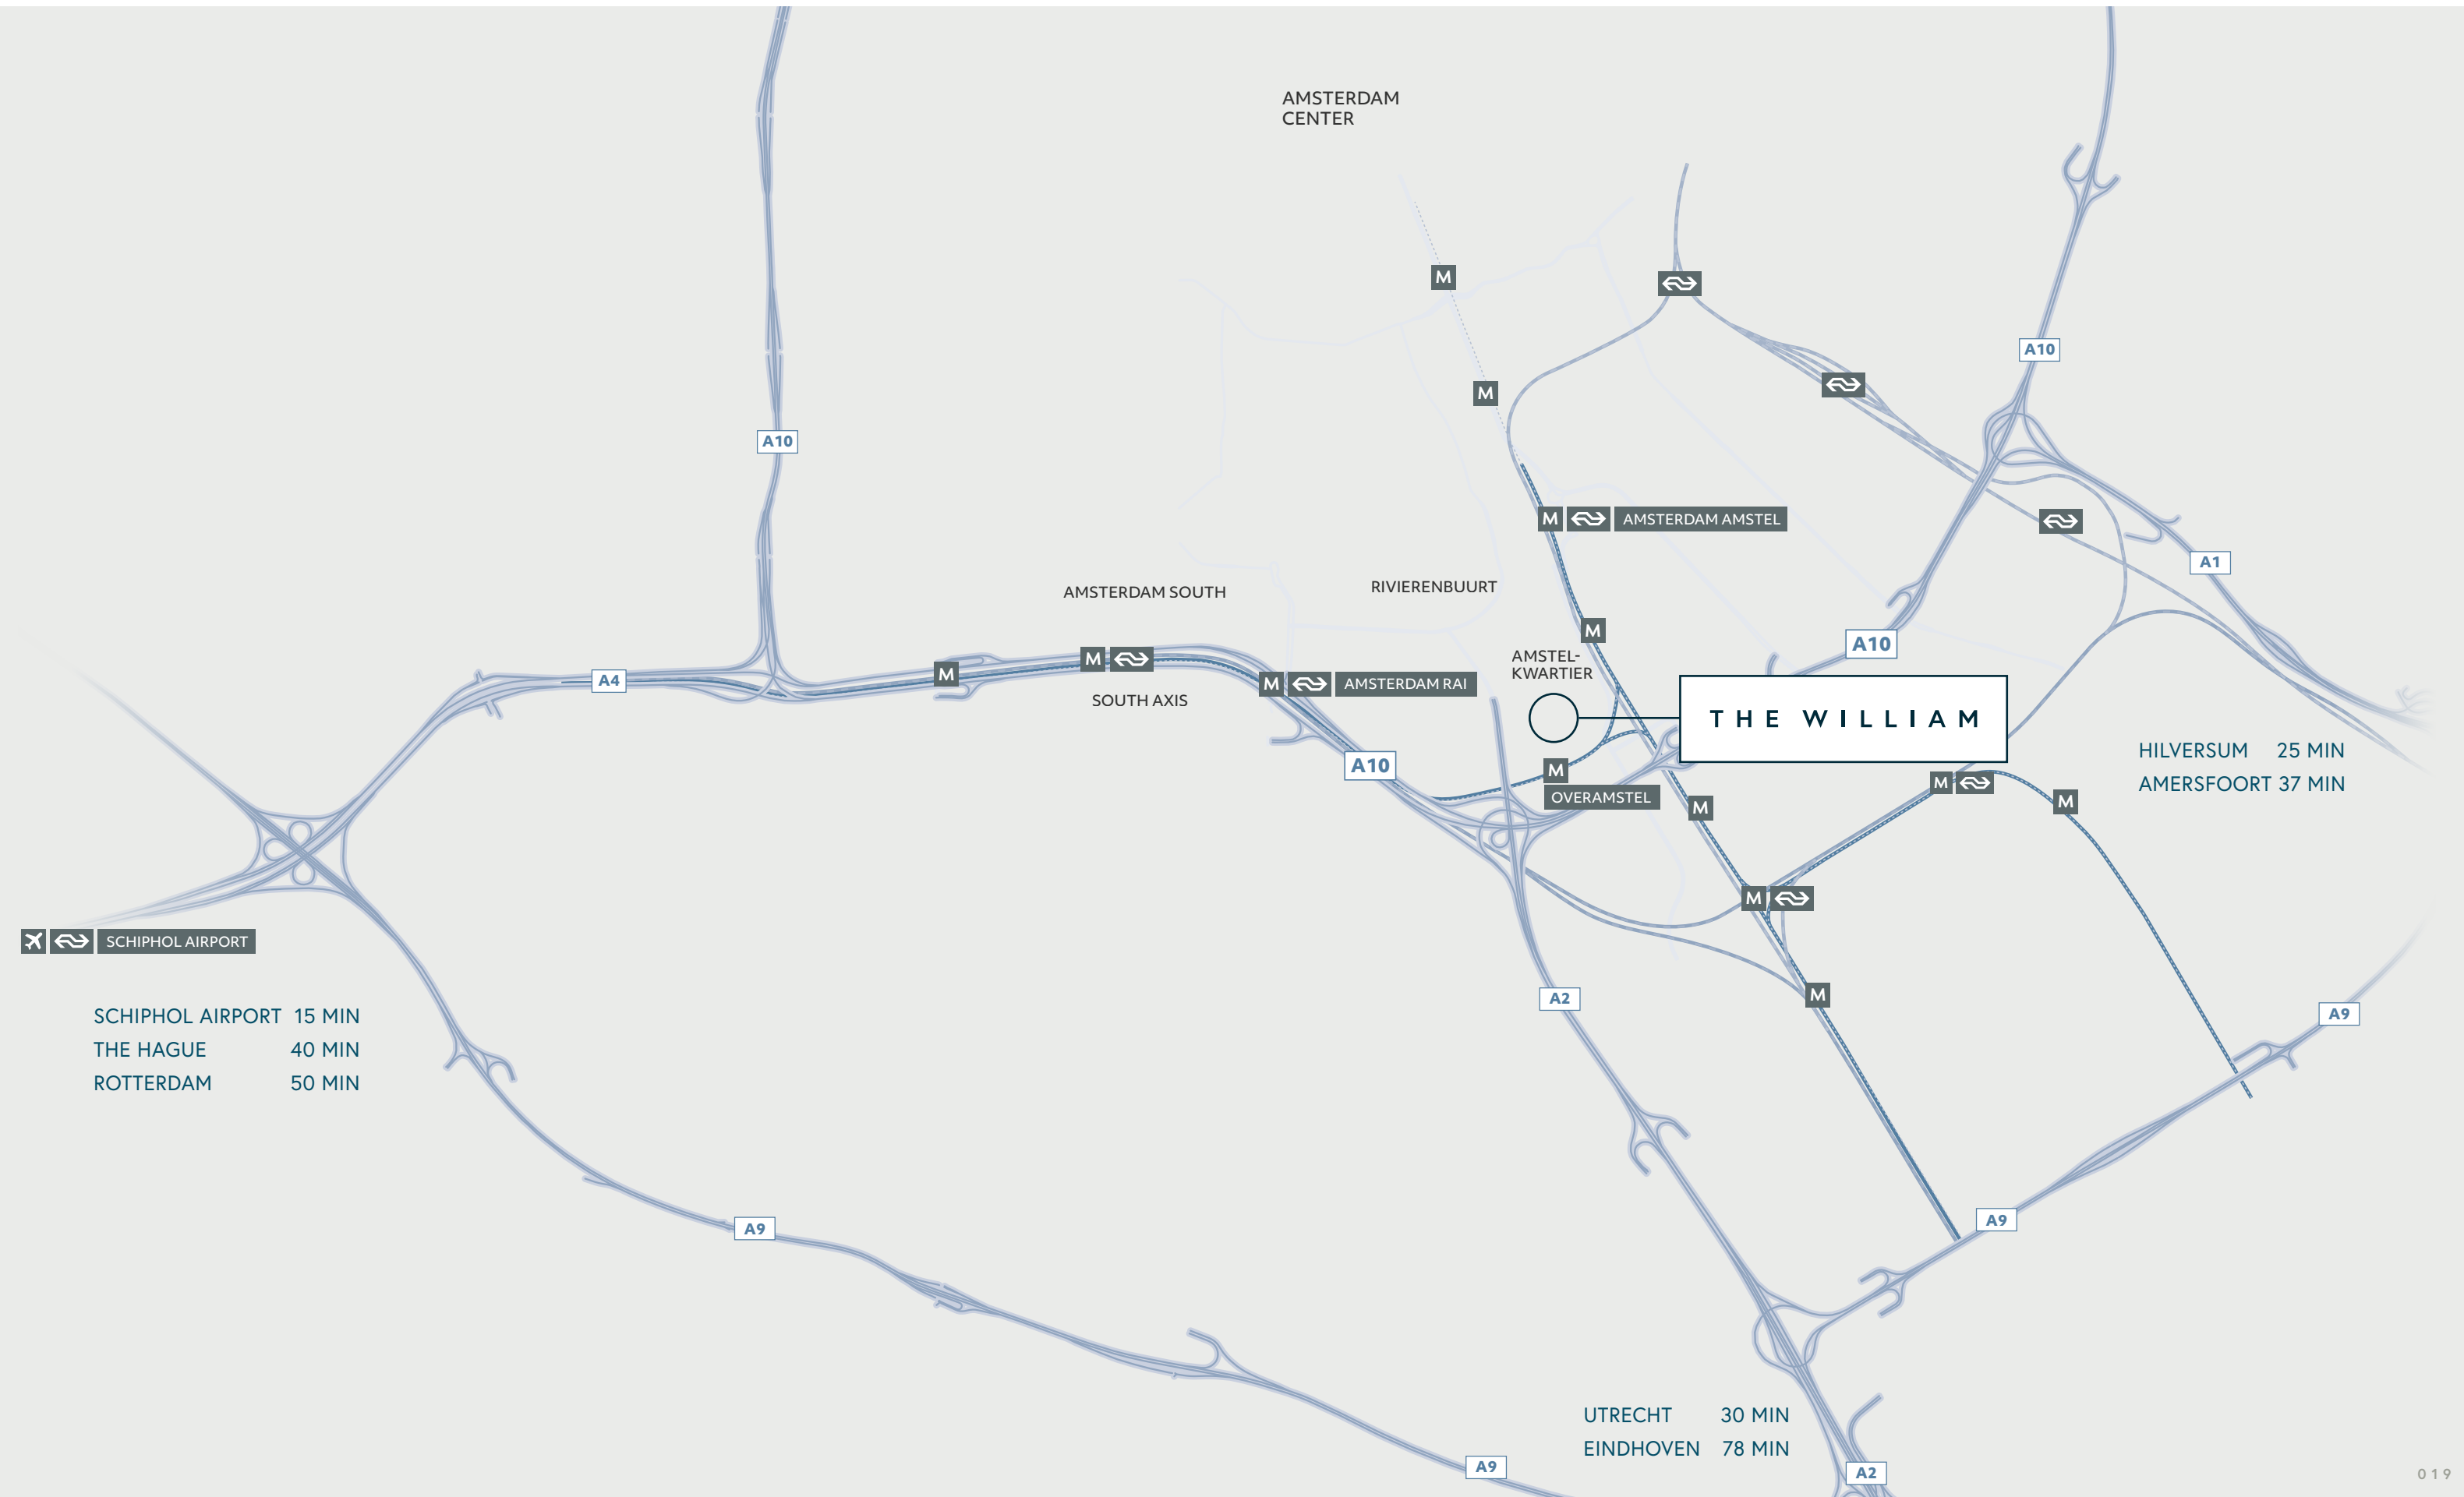 AMSTERDAM
CENTER
M
M
A10
A10
M
AMSTERDAM AMSTEL
A1
AMSTERDAM SOUTH
RIVIERENBUURT
M
A10
A4
M
M
AMSTEL-
KWARTIER
M
AMSTERDAM RAI
SOUTH AXIS
THE WILLIAM
A10
M
OVERAMSTEL
M
M
M
HILVERSUM 25 MIN
AMERSFOORT 37 MIN
M
SCHIPHOL AIRPORT
M
A2
A9
SCHIPHOL AIRPORT 15 MIN
THE HAGUE 40 MIN
ROTTERDAM 50 MIN
A9
A9
UTRECHT 30 MIN
EINDHOVEN 78 MIN
A9
A2
019